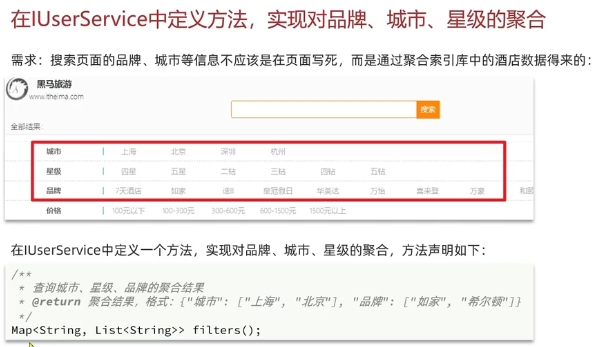 在IUserService中定义方法，实现对品牌、城市、星级的聚合
需求：搜索页面的品牌、城市等信息不应该是在页面写死，而是通过聚合索引库中的酒店数据得来的：
黑马旅游
www.itheima.com
搜索
全部结果
城市 上海 北京 深圳 杭州
星级 四星 五星 二钻 三钻 四钻 五钻
品牌 7天酒店 如家 速8 皇冠假日 华美达 万怡 喜来登 万豪 和颐
价格 100元以下 100-300元 300-600元 600-1500元 1500元以上
在IUserService中定义一个方法，实现对品牌、城市、星级的聚合，方法声明如下：
/**
* 查询城市、星级、品牌的聚合结果
* @return 聚合结果，格式：{"城市": ["上海", "北京"], "品牌": ["如家", "希尔顿"]}
*/
Map<String, List<String>> filters();